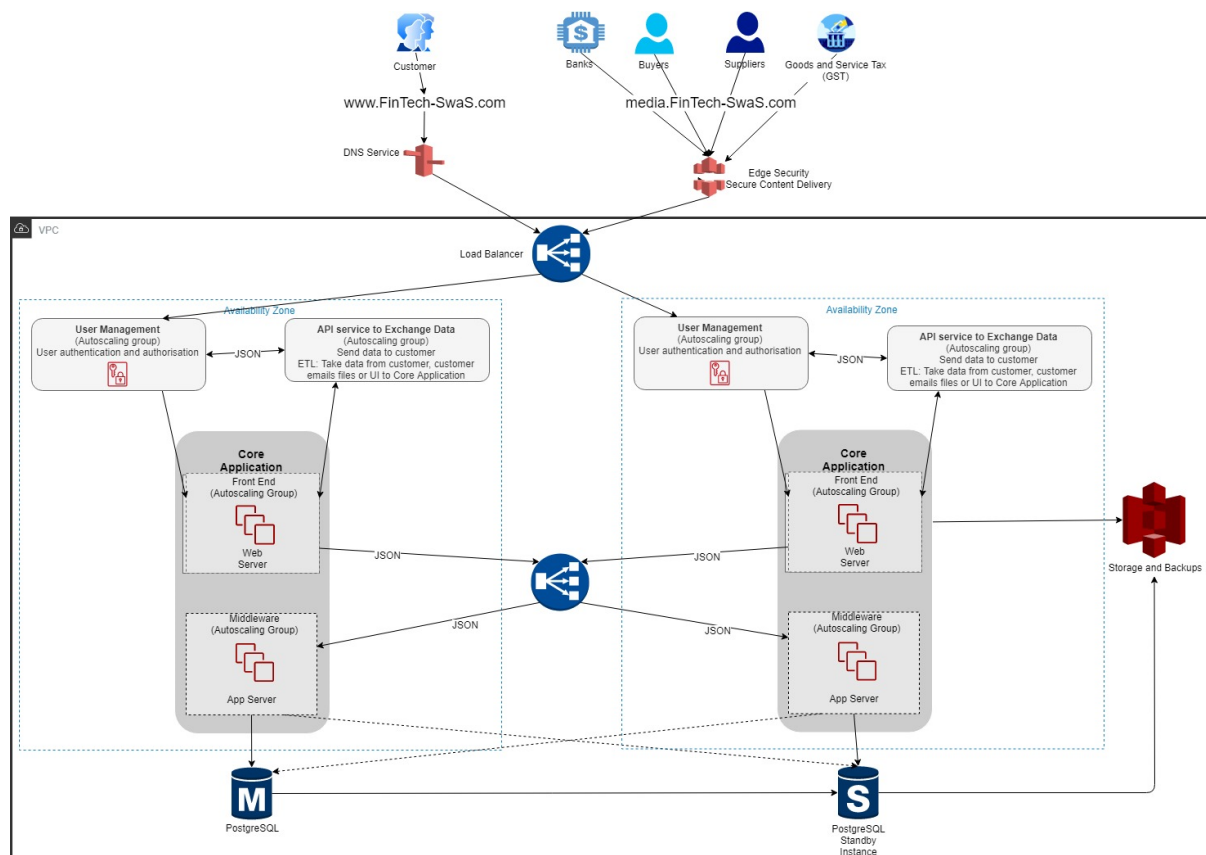 Customer
Banks
Buyers
Suppliers
Goods and Service Tax
(GST)
www.FinTech-SwaS.com
media.FinTech-SwaS.com
DNS Service
Edge Security
Secure Content Delivery
VPC
Load Balancer
Availability Zone
User Management
(Autoscaling group)
User authentication and authorisation
JSON
API service to Exchange Data
(Autoscaling group)
Send data to customer
ETL: Take data from customer, customer
emails files or UI to Core Application
Availability Zone
User Management
(Autoscaling group)
User authentication and authorisation
JSON
API service to Exchange Data
(Autoscaling group)
Send data to customer
ETL: Take data from customer, customer
emails files or UI to Core Application
Core
Application
Front End
(Autoscaling Group)
Web
Server
JSON
JSON
Core
Application
Front End
(Autoscaling Group)
Web
Server
Storage and Backups
Middleware
(Autoscaling Group)
App Server
JSON
JSON
Middleware
(Autoscaling Group)
App Server
M
PostgreSQL
S
PostgreSQL
Standby
Instance